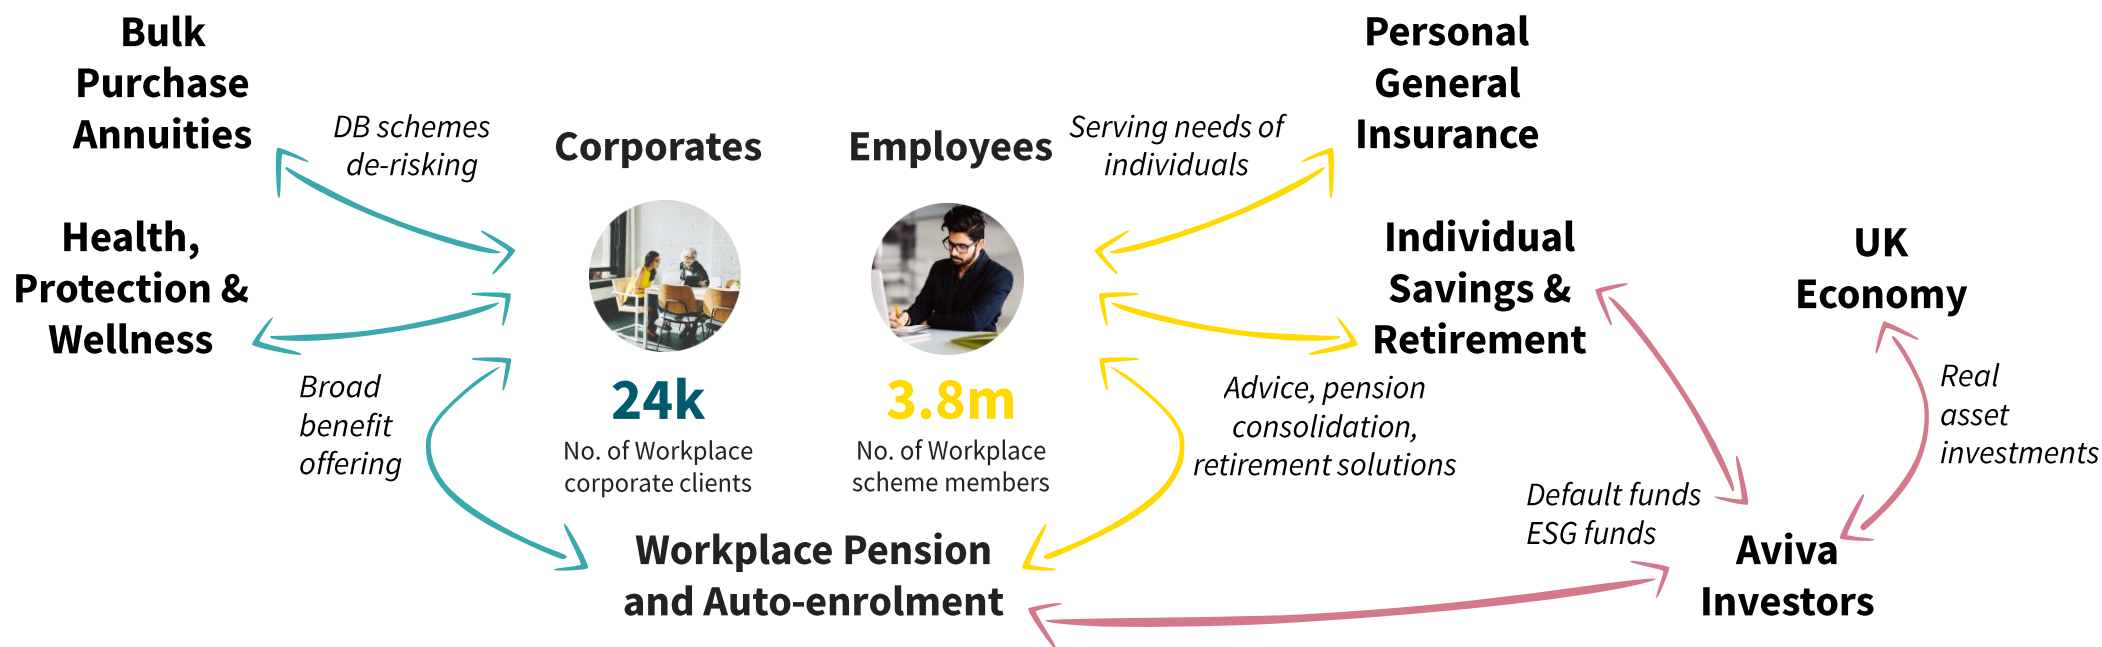 Bulk
Purchase
Annuities
DB schemes
de-risking
Corporates
Employees
Serving needs of
individuals
Personal
General
Insurance
Health,
Protection &
Wellness
Individual
Savings &
Retirement
UK
Economy
Broad
benefit
offering
24k
No. of Workplace
corporate clients
3.8m
No. of Workplace
scheme members
Advice, pension
consolidation,
retirement solutions
Real
asset
investments
Default funds
ESG funds
Workplace Pension
and Auto-enrolment
Aviva
Investors